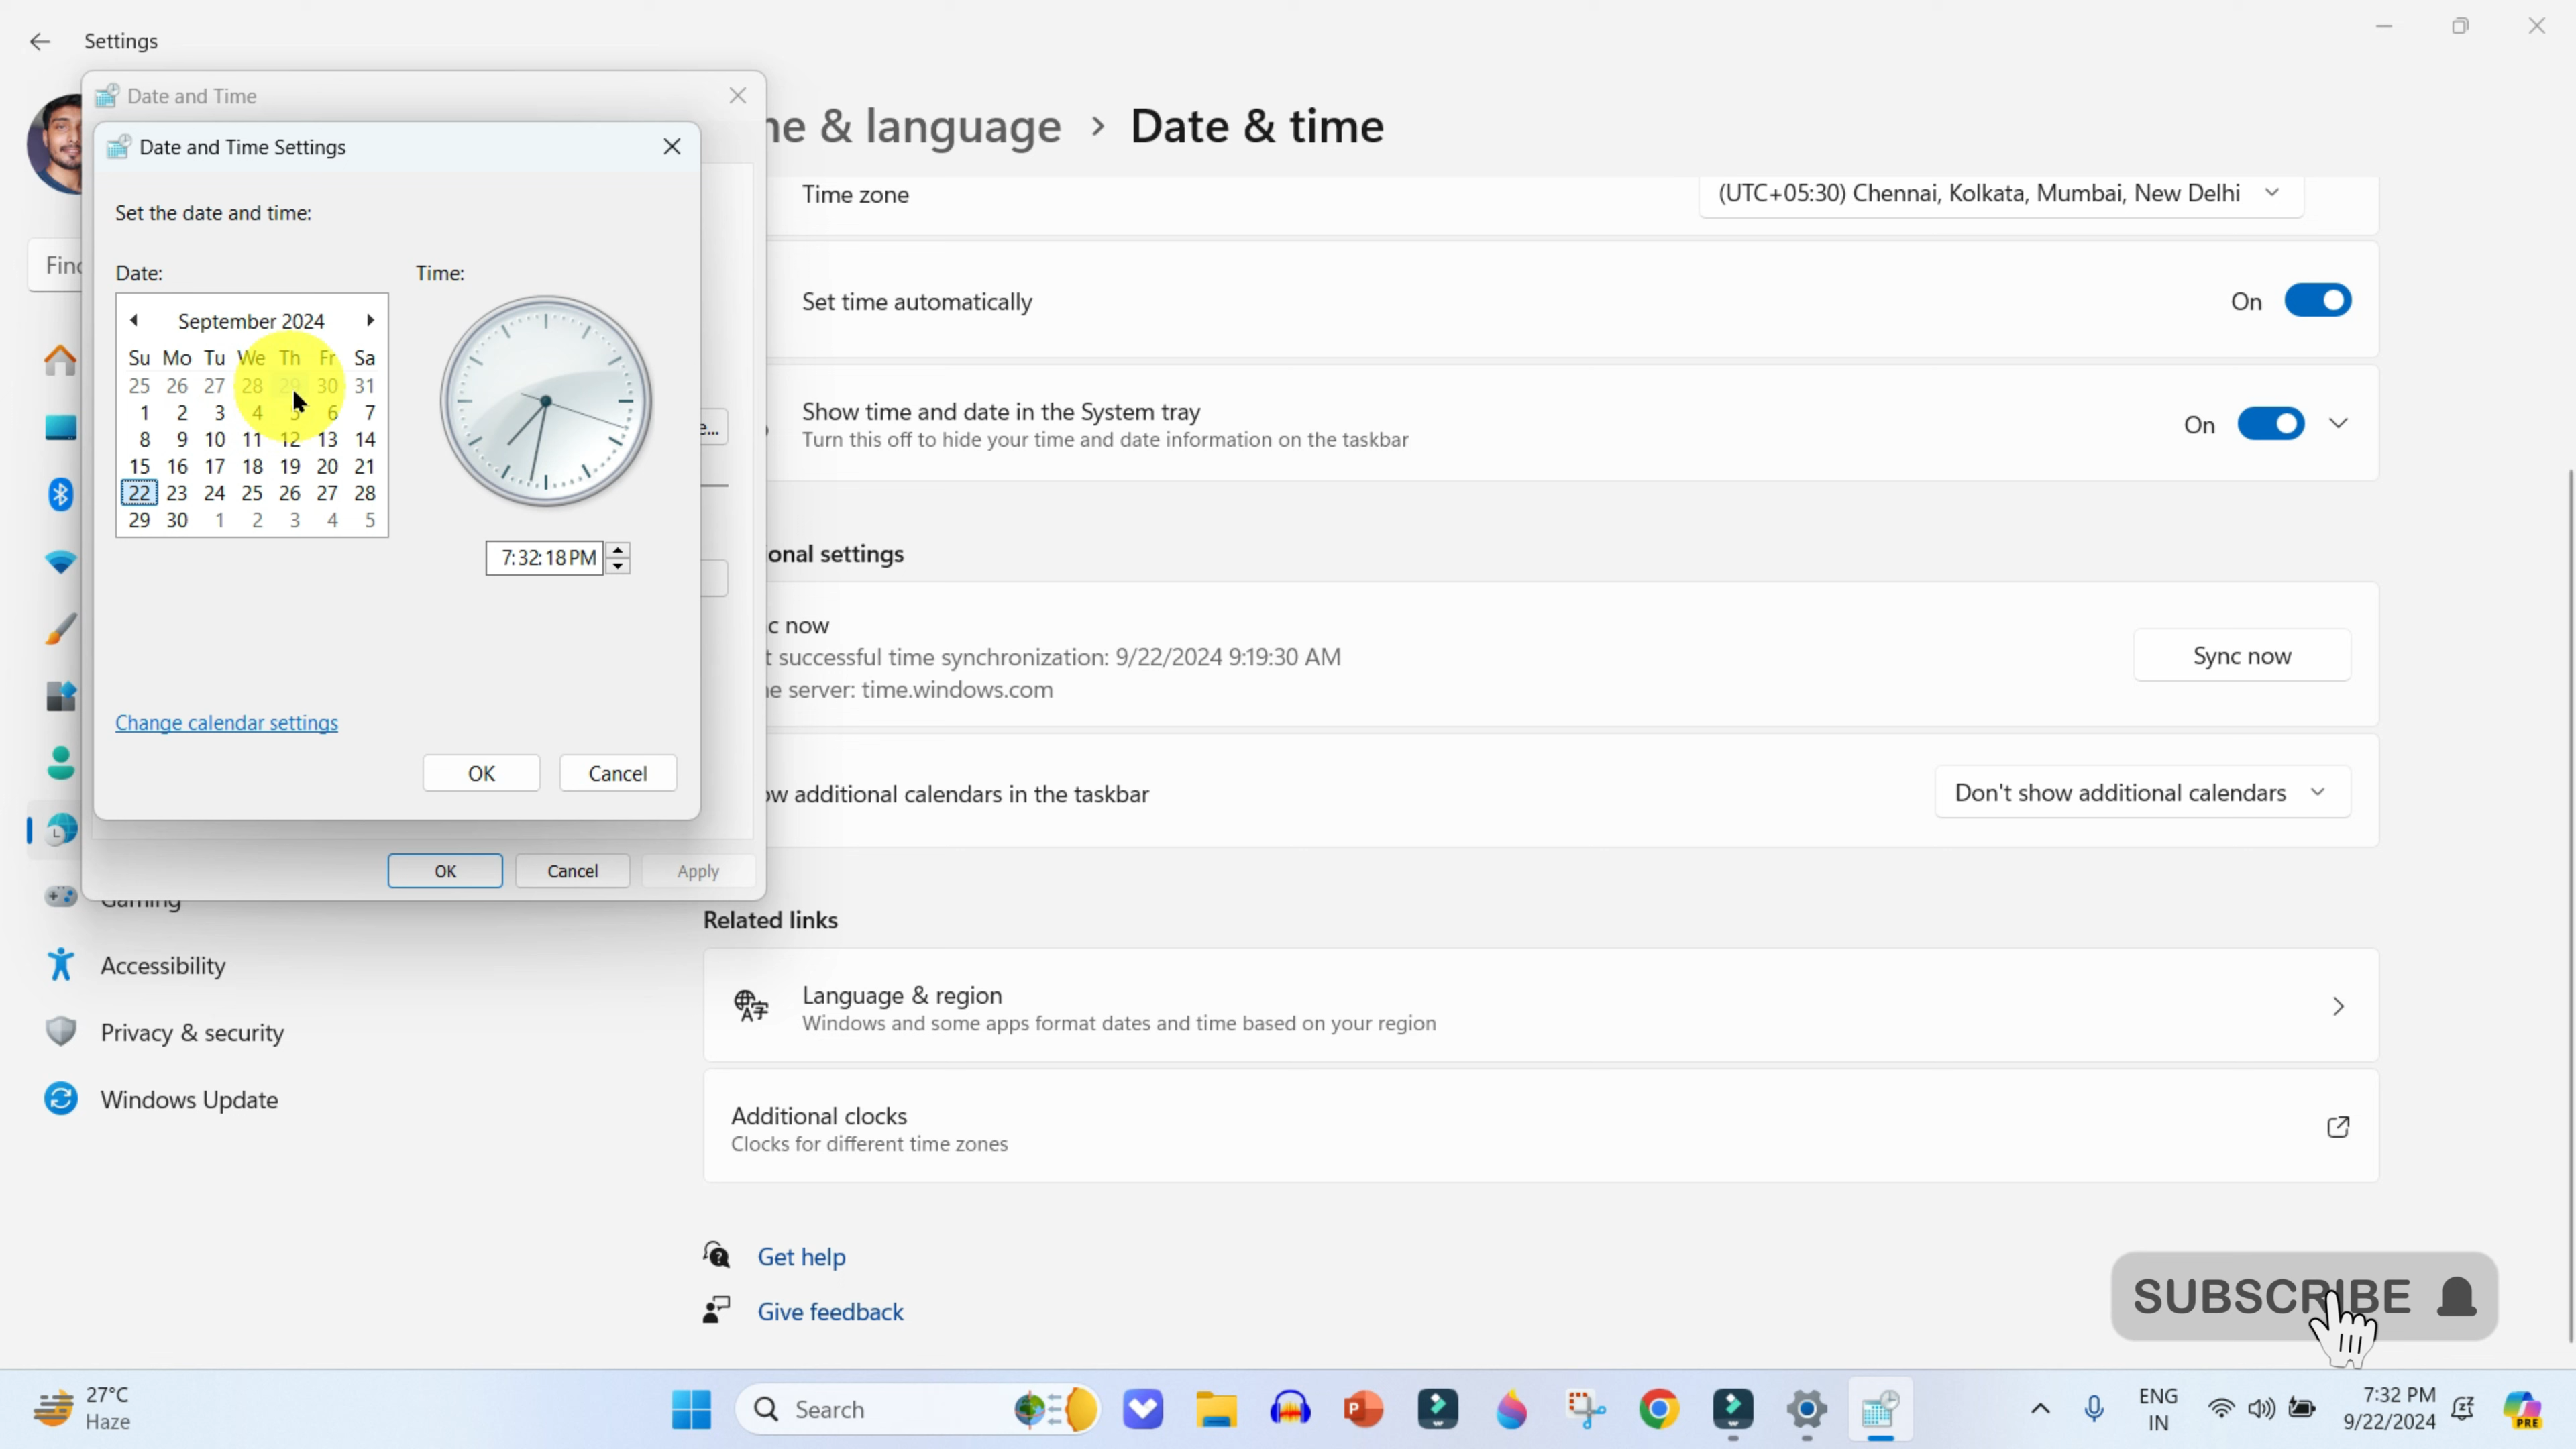 Settings
Date and Time
Date and Time Settings
Set the date and time:
Date:
Time:
September 2024
Su Mo Tu We Th Fr Sa
25 26 27 28 29 30 31
1 2 3 4 5 6 7
8 9 10 11 12 13 14
15 16 17 18 19 20 21
22 23 24 25 26 27 28
29 30 1 2 3 4 5
7:32:18 PM
Change calendar settings
OK
Cancel
OK
Cancel
Apply
& language > Date & time
Time zone
(UTC+05:30) Chennai, Kolkata, Mumbai, New Delhi
Set time automatically
On
Show time and date in the System tray
Turn this off to hide your time and date information on the taskbar
On
settings
now
successful time synchronization: 9/22/2024 9:19:30 AM
server: time.windows.com
Sync now
additional calendars in the taskbar
Don't show additional calendars
Related links
Language & region
Windows and some apps format dates and time based on your region
Additional clocks
Clocks for different time zones
Get help
Give feedback
Gaming
Accessibility
Privacy & security
Windows Update
SUBSCRIBE
27°C
Haze
Search
ENG
IN
7:32 PM
9/22/2024
PRE